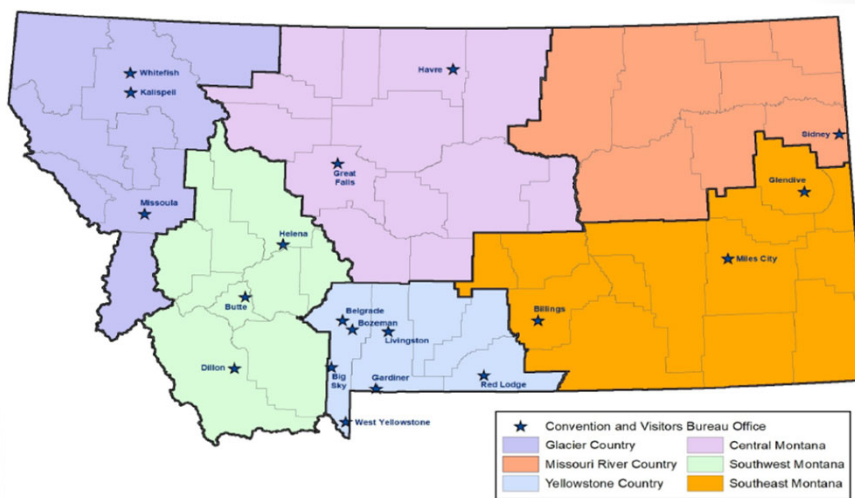 Whitefish
Kalispell
Havre
Sidney
Great
Falls
Glendive
Missoula
Helena
Miles City
Butte
Belgrade
Bozeman
Livingston
Billings
Dillon
Big
Sky
Gardiner
Red Lodge
West Yellowstone
Convention and Visitors Bureau Office
Glacier Country
Central Montana
Missouri River Country
Southwest Montana
Yellowstone Country
Southeast Montana